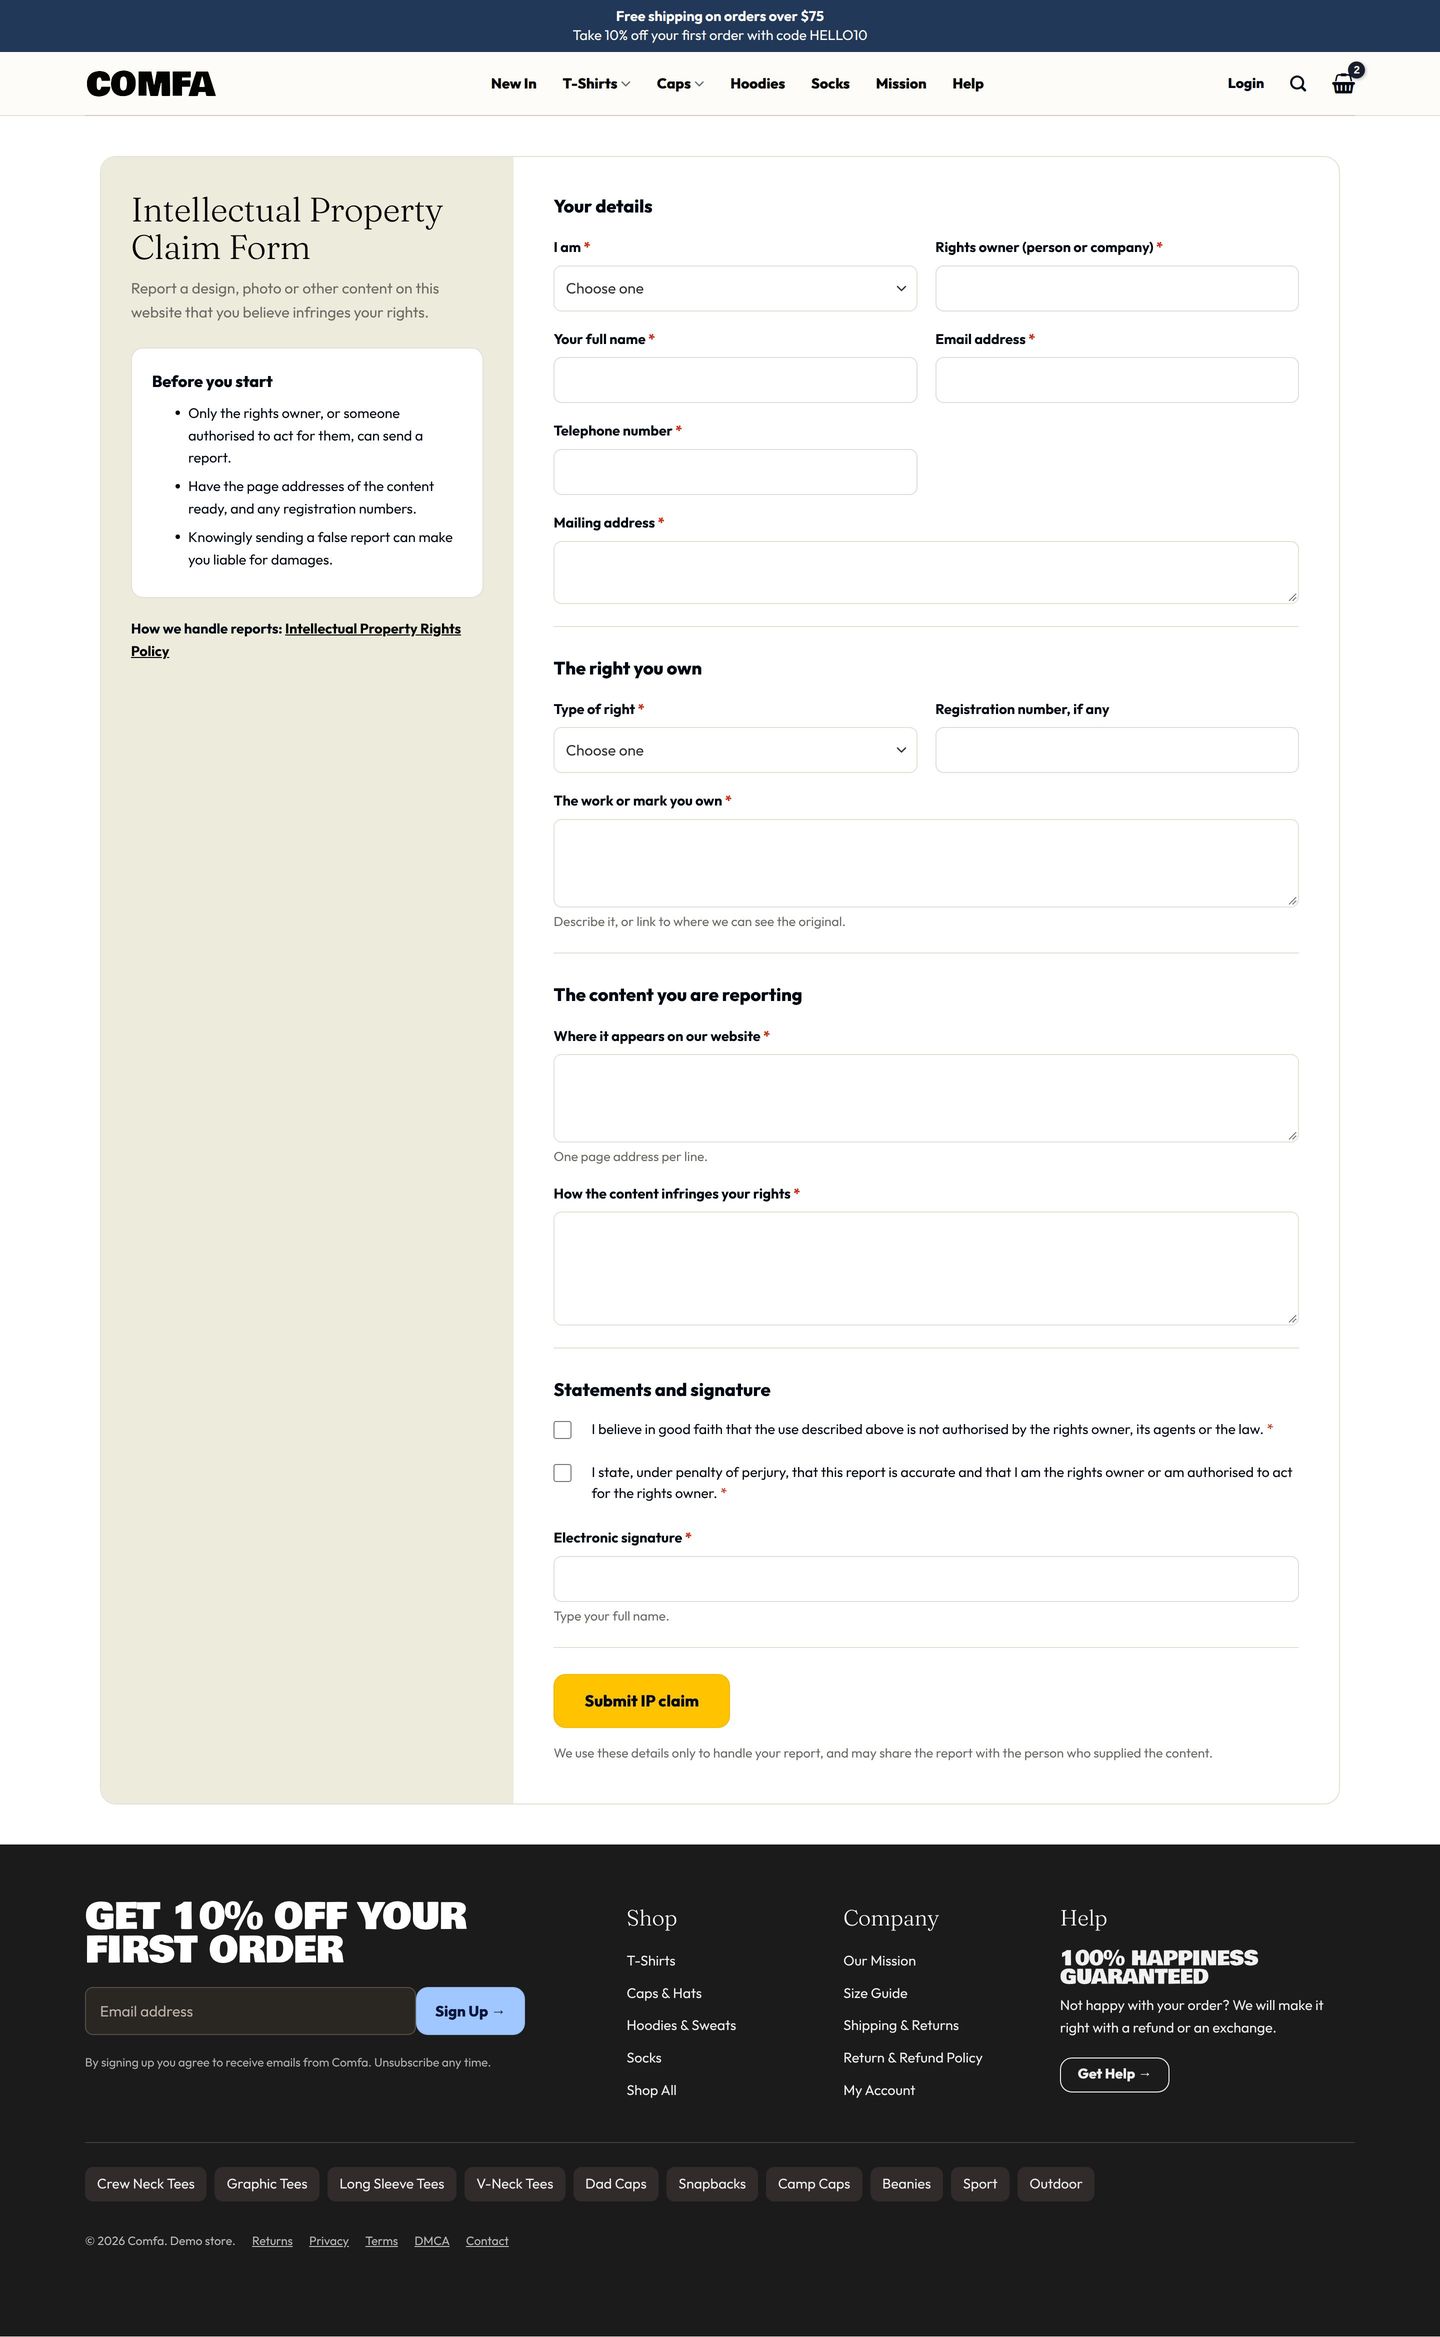 Free shipping on orders over $75
Take 10% off your first order with code HELLO10
COMFA
New In
T-Shirts
Caps
Hoodies
Socks
Mission
Help
Login
2
Intellectual Property
Claim Form
Report a design, photo or other content on this
website that you believe infringes your rights.
Before you start
• Only the rights owner, or someone
authorised to act for them, can send a
report.
• Have the page addresses of the content
ready, and any registration numbers.
• Knowingly sending a false report can make
you liable for damages.
How we handle reports: Intellectual Property Rights
Policy
Your details
I am *
Rights owner (person or company) *
Choose one
Your full name *
Email address *
Telephone number *
Mailing address *
The right you own
Type of right *
Registration number, if any
Choose one
The work or mark you own *
Describe it, or link to where we can see the original.
The content you are reporting
Where it appears on our website *
One page address per line.
How the content infringes your rights *
Statements and signature
I believe in good faith that the use described above is not authorised by the rights owner, its agents or the law. *
I state, under penalty of perjury, that this report is accurate and that I am the rights owner or am authorised to act
for the rights owner. *
Electronic signature *
Type your full name.
Submit IP claim
We use these details only to handle your report, and may share the report with the person who supplied the content.
GET 10% OFF YOUR
FIRST ORDER
Email address
Sign Up →
By signing up you agree to receive emails from Comfa. Unsubscribe any time.
Shop
T-Shirts
Caps & Hats
Hoodies & Sweats
Socks
Shop All
Company
Our Mission
Size Guide
Shipping & Returns
Return & Refund Policy
My Account
Help
100% HAPPINESS
GUARANTEED
Not happy with your order? We will make it
right with a refund or an exchange.
Get Help →
Crew Neck Tees
Graphic Tees
Long Sleeve Tees
V-Neck Tees
Dad Caps
Snapbacks
Camp Caps
Beanies
Sport
Outdoor
© 2026 Comfa. Demo store.
Returns
Privacy
Terms
DMCA
Contact